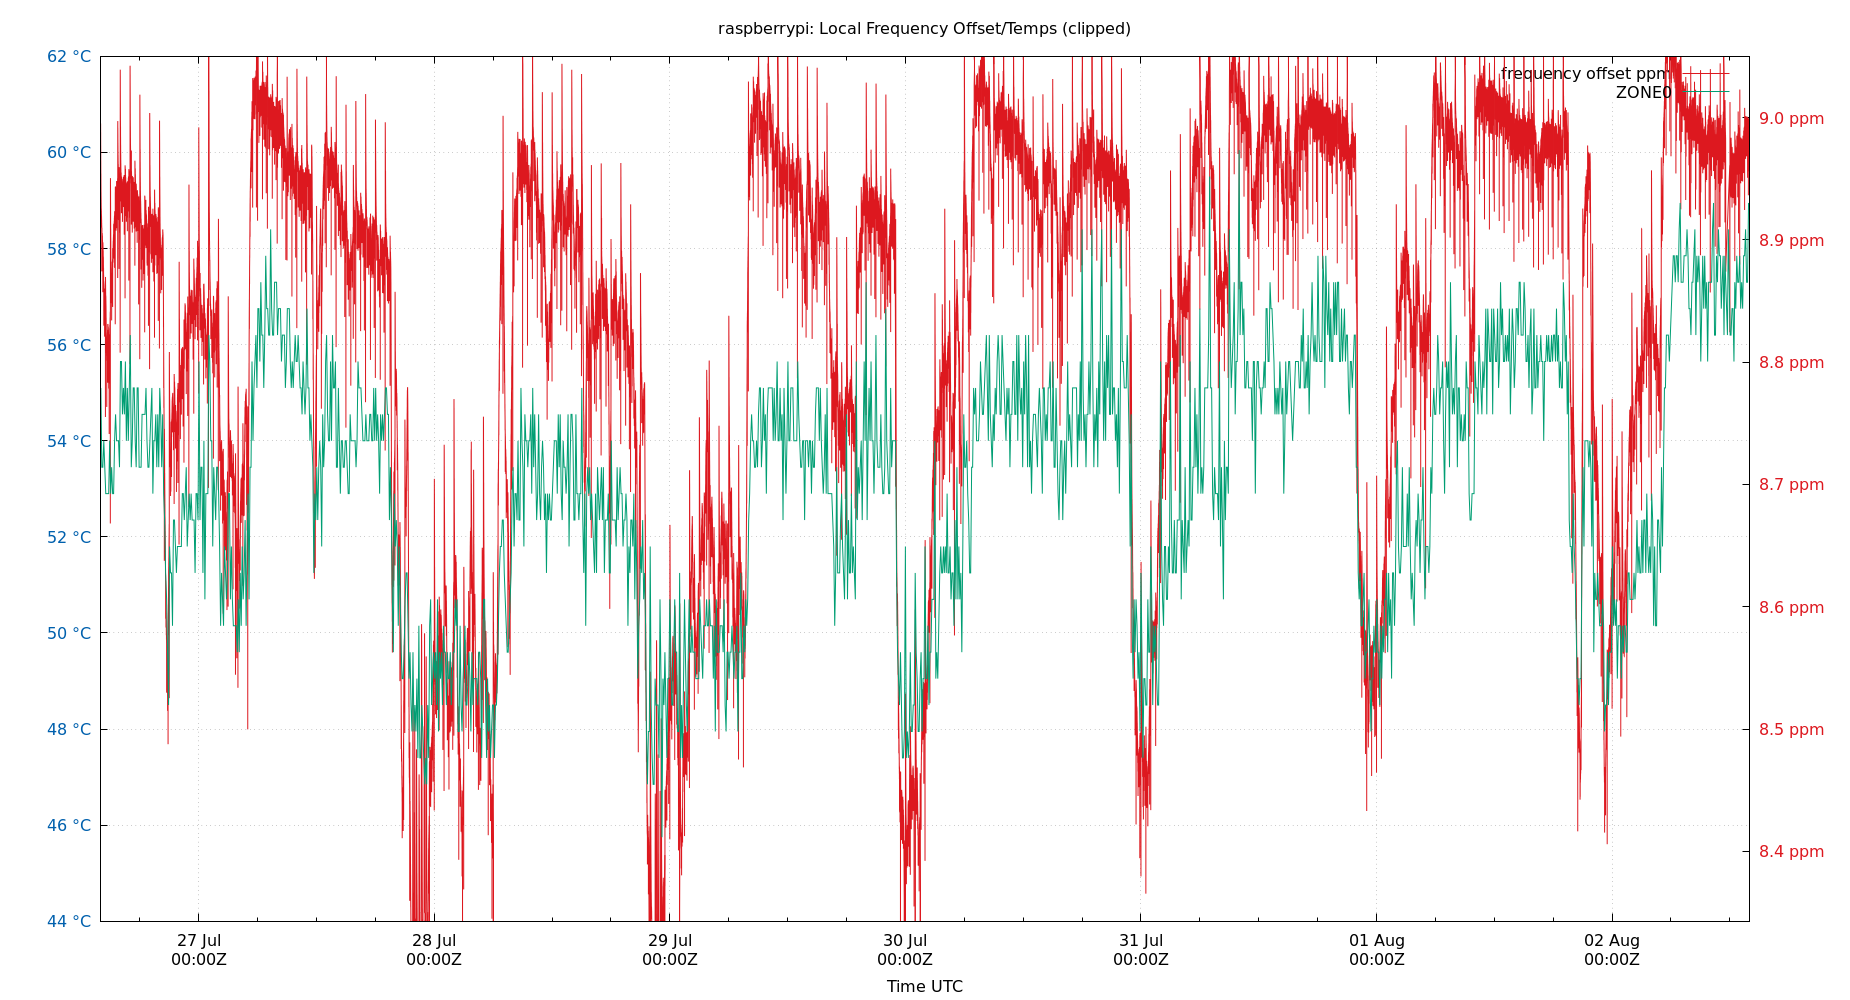 raspberrypi: Local Frequency Offset/Temps (clipped)
62 °C
60 °C
58 °C
56 °C
54 °C
52 °C
50 °C
48 °C
46 °C
44 °C
frequency offset ppm
ZONE0
9.0 ppm
8.9 ppm
8.8 ppm
8.7 ppm
8.6 ppm
8.5 ppm
8.4 ppm
27 Jul
00:00Z
28 Jul
00:00Z
29 Jul
00:00Z
30 Jul
00:00Z
31 Jul
00:00Z
01 Aug
00:00Z
02 Aug
00:00Z
Time UTC